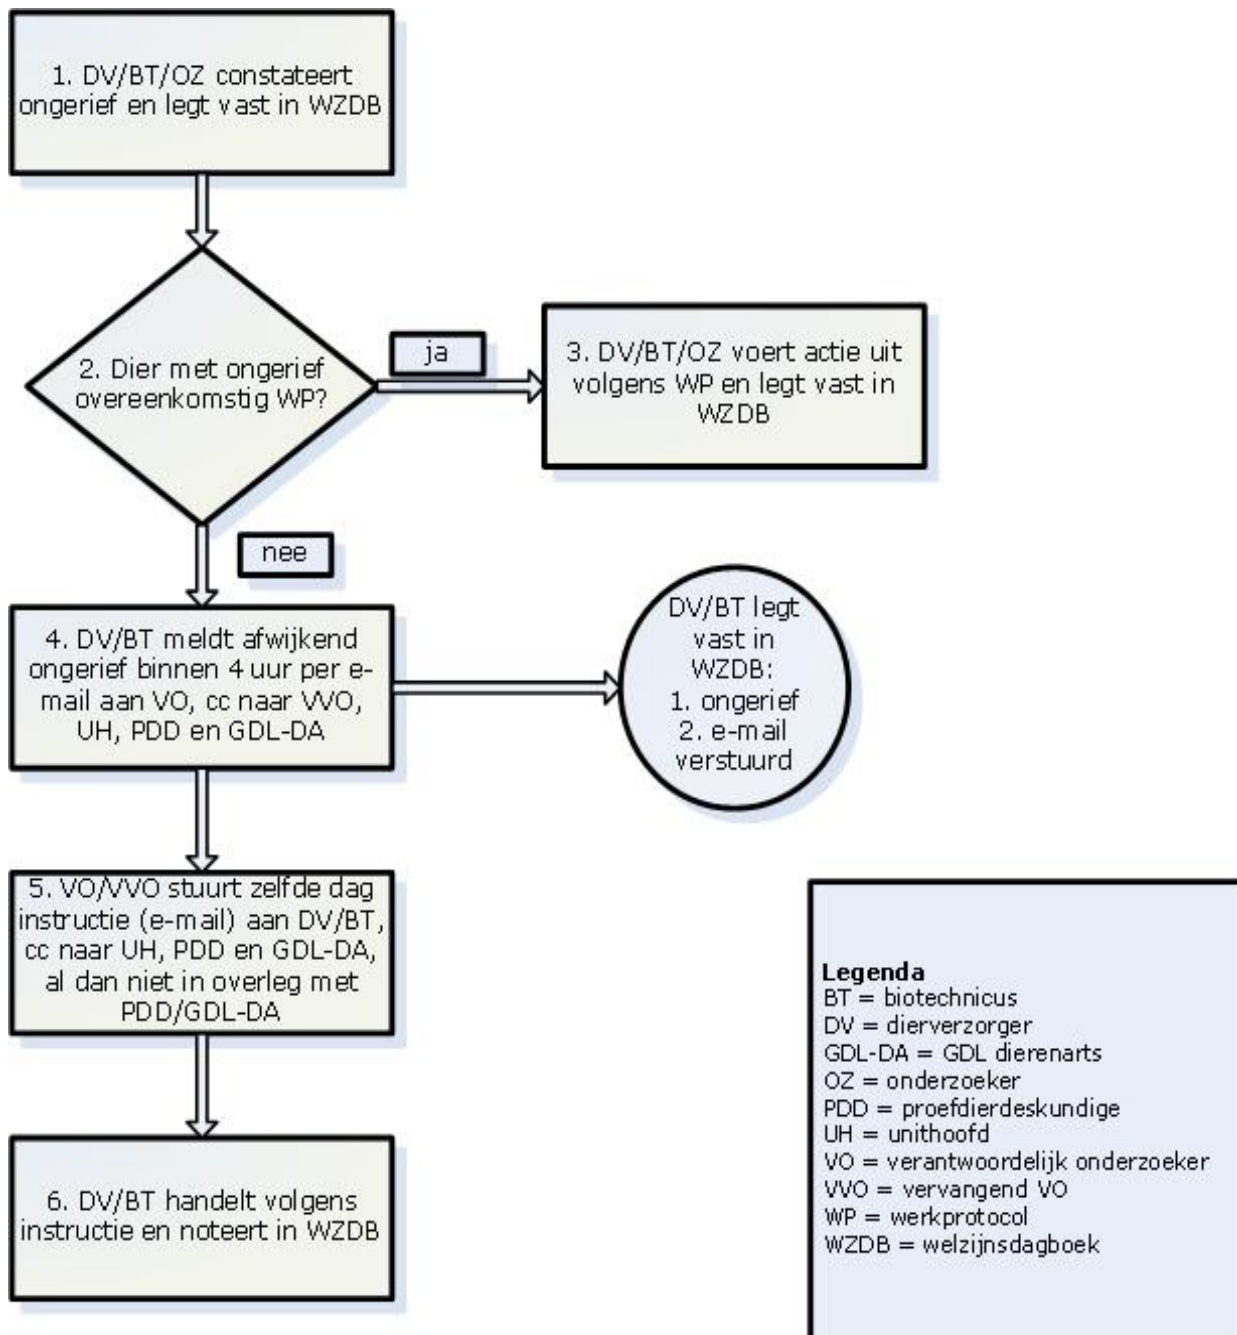 1. DV/BT/OZ constateert
ongerief en legt vast in WZDB
2. Dier met ongerief
overeenkomstig WP?
ja
3. DV/BT/OZ voert actie uit
volgens WP en legt vast in
WZDB
nee
4. DV/BT meldt afwijkend
ongerief binnen 4 uur per e-
mail aan VO, cc naar VVO,
UH, PDD en GDL-DA
DV/BT legt
vast in
WZDB:
1. ongerief
2. e-mail
verstuurd
5. VO/VVO stuurt zelfde dag
instructie (e-mail) aan DV/BT,
cc naar UH, PDD en GDL-DA,
al dan niet in overleg met
PDD/GDL-DA
6. DV/BT handelt volgens
instructie en noteert in WZDB
Legenda
BT = biotechnicus
DV = dierverzorger
GDL-DA = GDL dierenarts
OZ = onderzoeker
PDD = proefdierdeskundige
UH = unithoofd
VO = verantwoordelijk onderzoeker
VVO = vervangend VO
WP = werkprotocol
WZDB = welzijnsdagboek